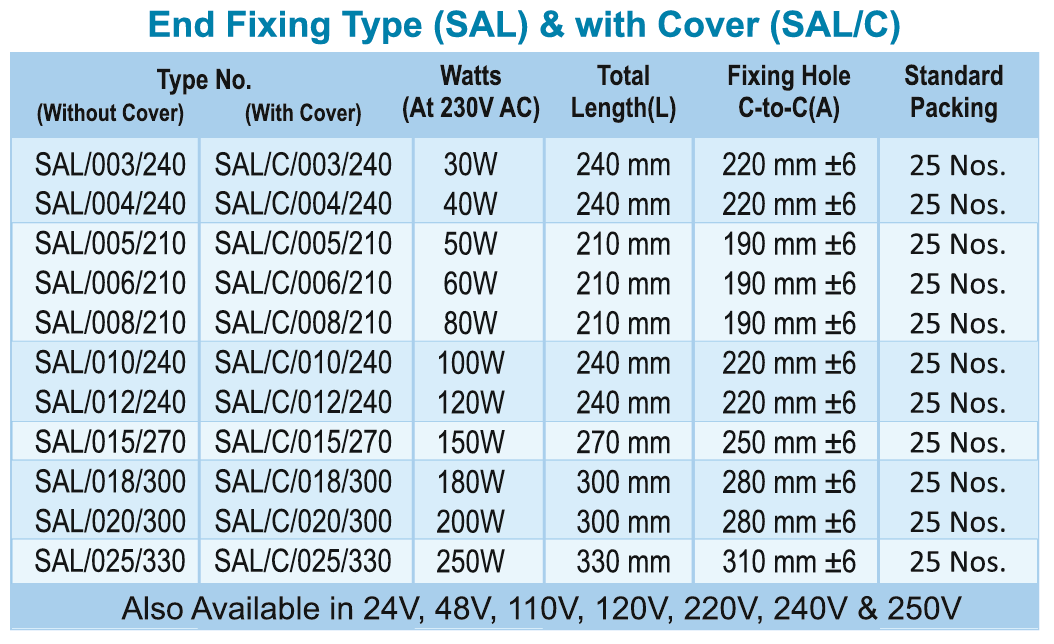 End Fixing Type (SAL) & with Cover (SAL/C)
Type No. Watts Total Fixing Hole Standard
(Without Cover) (With Cover) (At 230V AC) Length(L) C-to-C(A) Packing
SAL/003/240 SAL/C/003/240 30W 240 mm 220 mm ±6 25 Nos.
SAL/004/240 SAL/C/004/240 40W 240 mm 220 mm ±6 25 Nos.
SAL/005/210 SAL/C/005/210 50W 210 mm 190 mm ±6 25 Nos.
SAL/006/210 SAL/C/006/210 60W 210 mm 190 mm ±6 25 Nos.
SAL/008/210 SAL/C/008/210 80W 210 mm 190 mm ±6 25 Nos.
SAL/010/240 SAL/C/010/240 100W 240 mm 220 mm ±6 25 Nos.
SAL/012/240 SAL/C/012/240 120W 240 mm 220 mm ±6 25 Nos.
SAL/015/270 SAL/C/015/270 150W 270 mm 250 mm ±6 25 Nos.
SAL/018/300 SAL/C/018/300 180W 300 mm 280 mm ±6 25 Nos.
SAL/020/300 SAL/C/020/300 200W 300 mm 280 mm ±6 25 Nos.
SAL/025/330 SAL/C/025/330 250W 330 mm 310 mm ±6 25 Nos.
Also Available in 24V, 48V, 110V, 120V, 220V, 240V & 250V